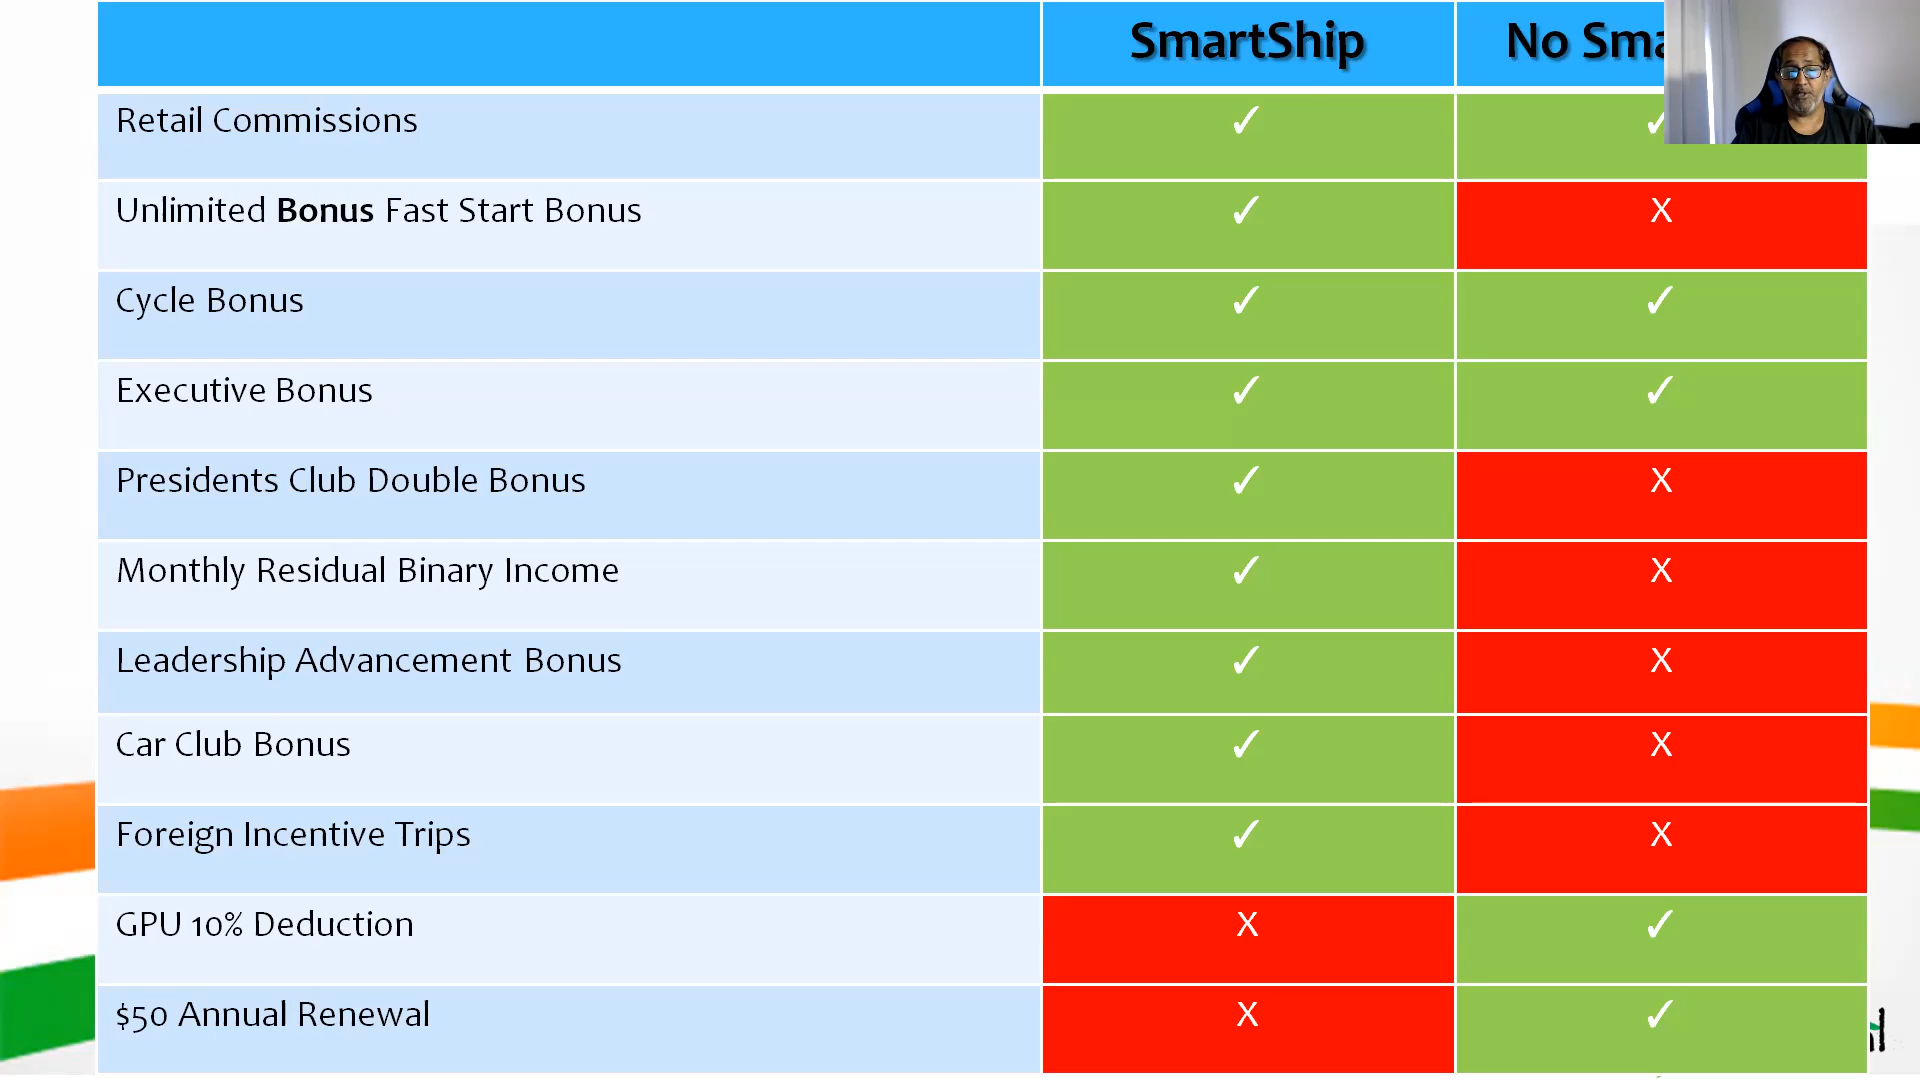 SmartShip No Sma
Retail Commissions ✓ ✓
Unlimited Bonus Fast Start Bonus ✓ X
Cycle Bonus ✓ ✓
Executive Bonus ✓ ✓
Presidents Club Double Bonus ✓ X
Monthly Residual Binary Income ✓ X
Leadership Advancement Bonus ✓ X
Car Club Bonus ✓ X
Foreign Incentive Trips ✓ X
GPU 10% Deduction X ✓
$50 Annual Renewal X ✓